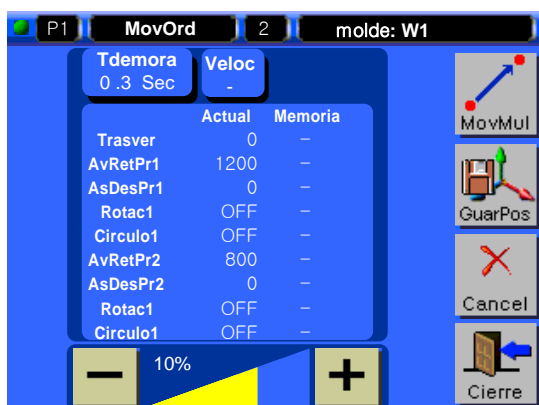 P1 MovOrd 2 molde: W1
Tdemora Veloc
0 .3 Sec -
Actual Memoria
Trasver 0 –
AvRetPr1 1200 –
AsDesPr1 0 –
Rotac1 OFF –
Circulo1 OFF –
AvRetPr2 800 –
AsDesPr2 0 –
Rotac1 OFF –
Circulo1 OFF –
– 10% +
MovMul
GuarPos
Cancel
Cierre